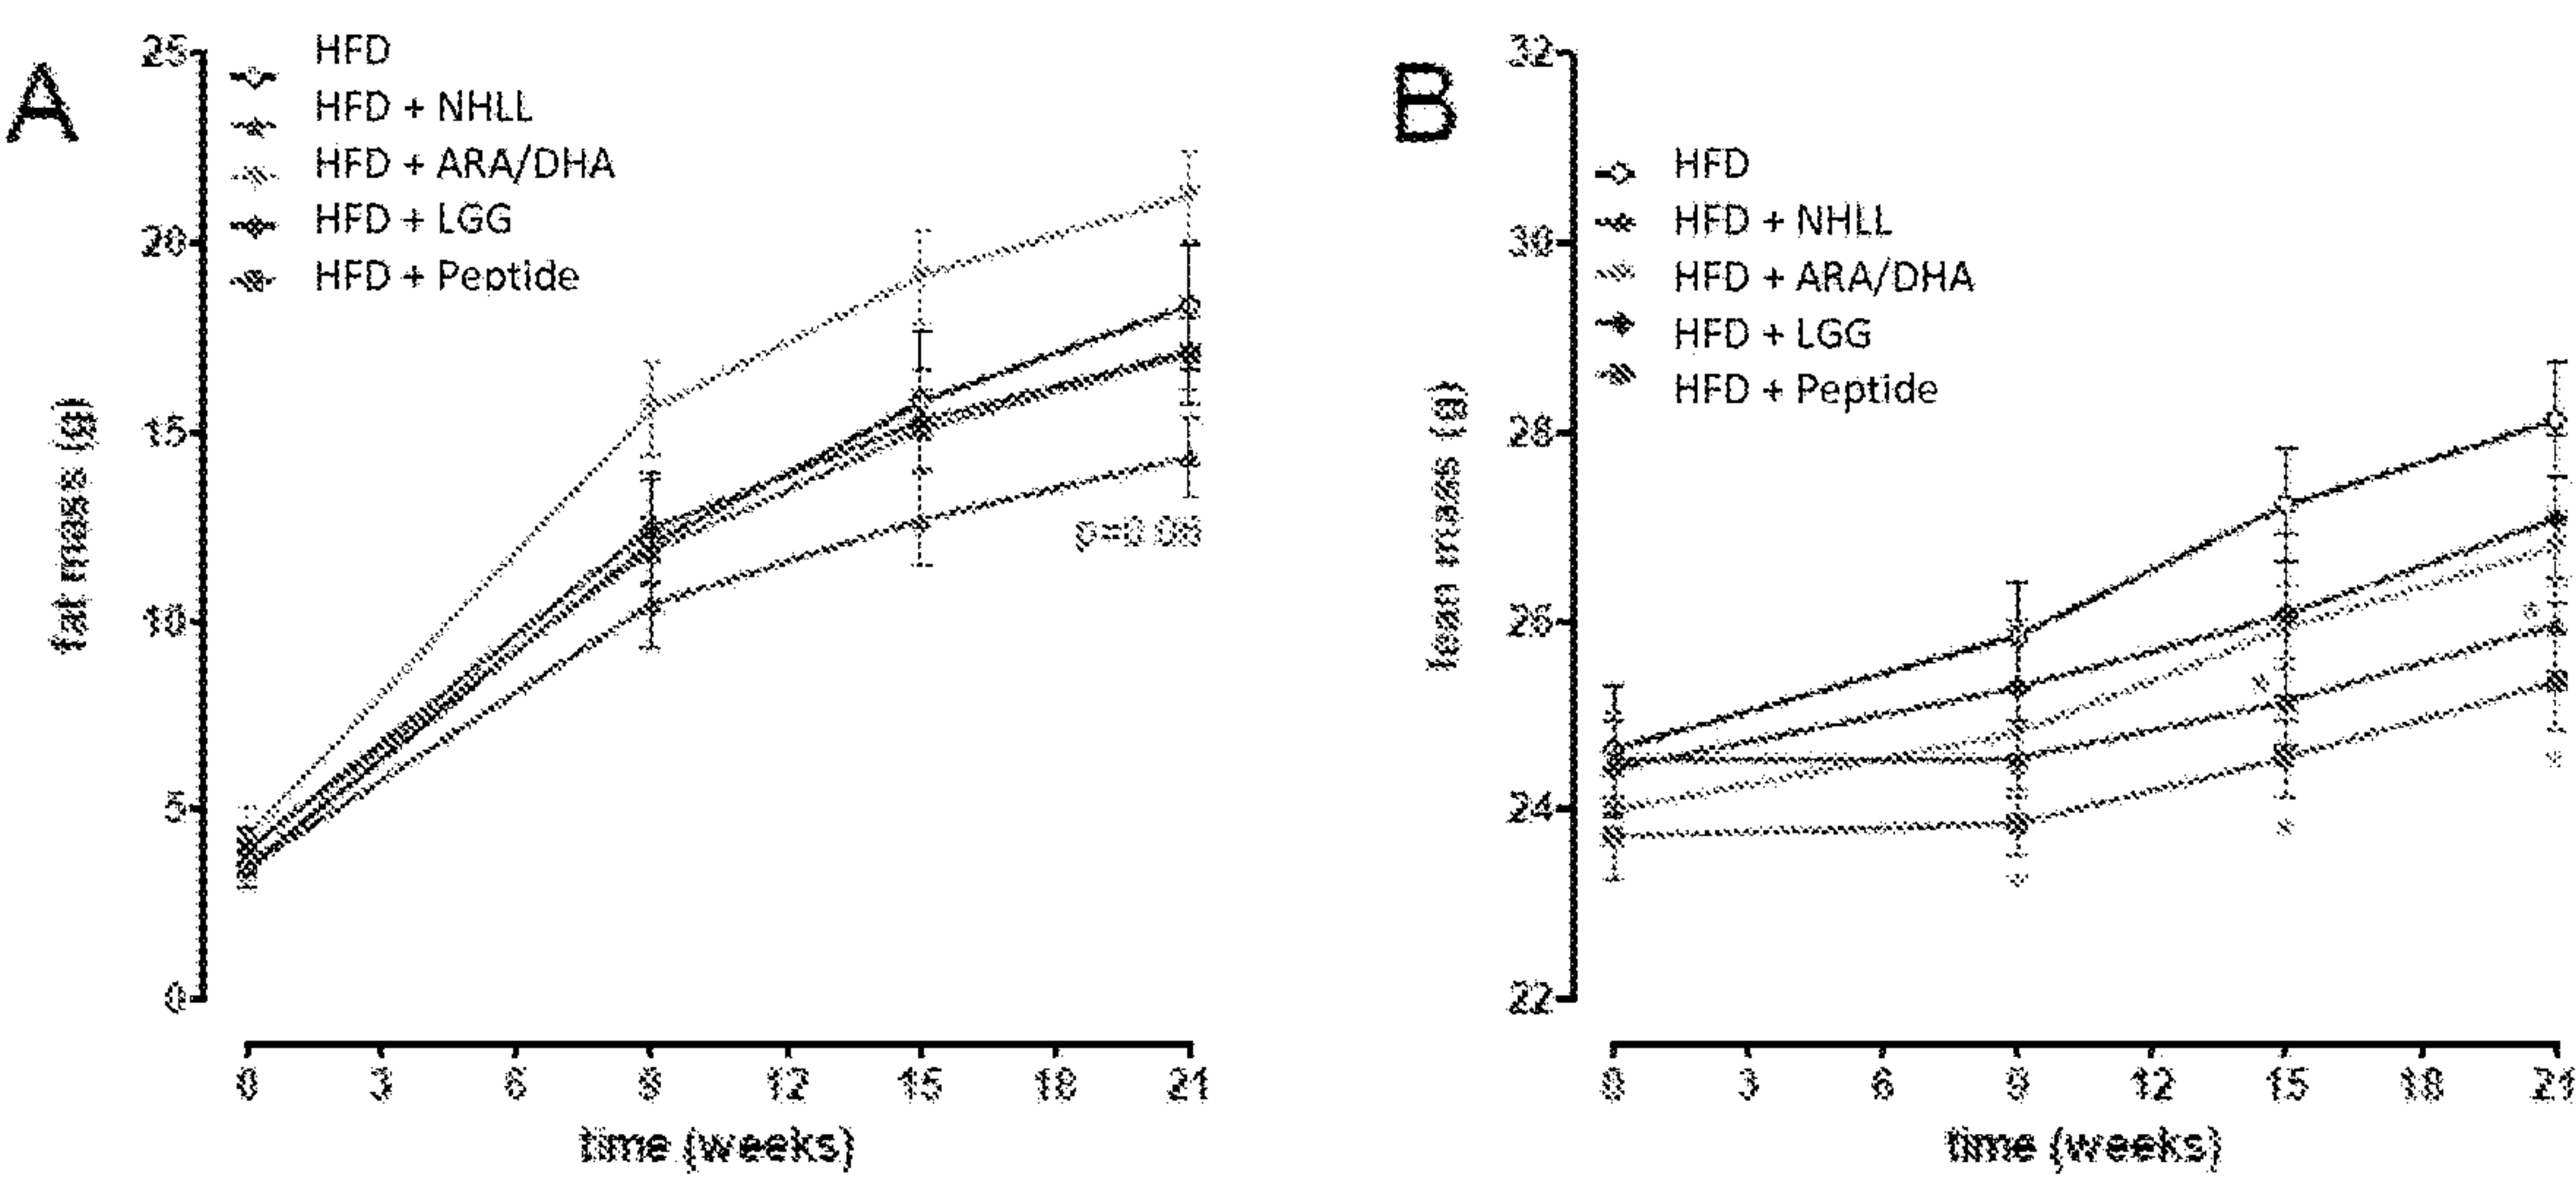 A
25
20
15
10
5
0
HFD
HFD + NHLL
HFD + ARA/DHA
HFD + LGG
HFD + Peptide
fat mass (g)
0 3 6 9 12 15 18 21
time (weeks)
B
32
30
28
26
24
22
HFD
HFD + NHLL
HFD + ARA/DHA
HFD + LGG
HFD + Peptide
lean mass (g)
0 3 6 9 12 15 18 21
time (weeks)